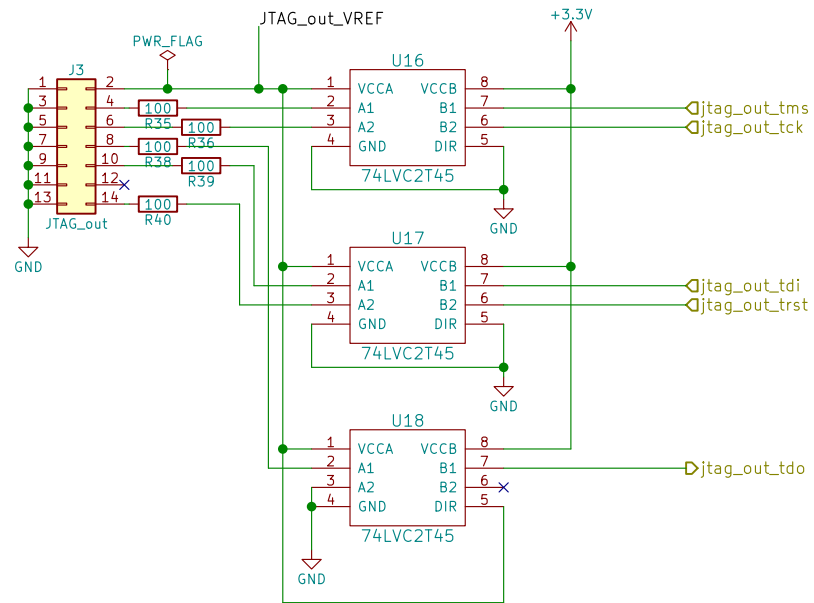 JTAG_out_VREF
+3.3V
PWR_FLAG
J3
1 2
3 4
5 6
7 8
9 10
11 12
13 14
JTAG_out
GND
100
R35
100
R36
100
R38
100
R39
100
R40
U16
1 VCCA VCCB 8
2 A1 B1 7
3 A2 B2 6
4 GND DIR 5
74LVC2T45
GND
jtag_out_tms
jtag_out_tck
U17
1 VCCA VCCB 8
2 A1 B1 7
3 A2 B2 6
4 GND DIR 5
74LVC2T45
GND
jtag_out_tdi
jtag_out_trst
U18
1 VCCA VCCB 8
2 A1 B1 7
3 A2 B2 6
4 GND DIR 5
74LVC2T45
GND
jtag_out_tdo